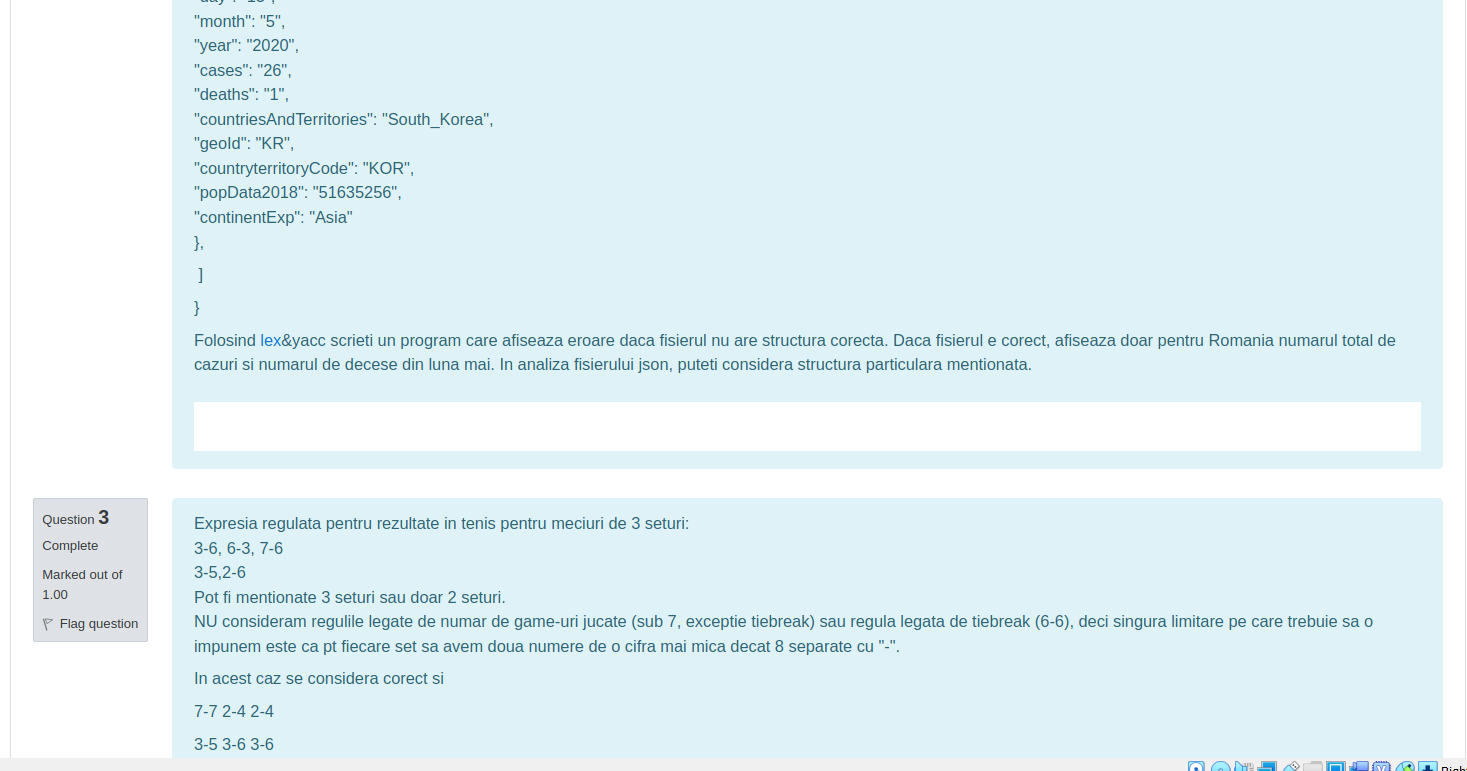 "month": "5",
"year": "2020",
"cases": "26",
"deaths": "1",
"countriesAndTerritories": "South_Korea",
"geoId": "KR",
"countryterritoryCode": "KOR",
"popData2018": "51635256",
"continentExp": "Asia"
},
]
}
Folosind lex&yacc scrieti un program care afiseaza eroare daca fisierul nu are structura corecta. Daca fisierul e corect, afiseaza doar pentru Romania numarul total de
cazuri si numarul de decese din luna mai. In analiza fisierului json, puteti considera structura particulara mentionata.
Question 3
Complete
Marked out of
1.00
Flag question
Expresia regulata pentru rezultate in tenis pentru meciuri de 3 seturi:
3-6, 6-3, 7-6
3-5,2-6
Pot fi mentionate 3 seturi sau doar 2 seturi.
NU consideram regulile legate de numar de game-uri jucate (sub 7, exceptie tiebreak) sau regula legata de tiebreak (6-6), deci singura limitare pe care trebuie sa o
impunem este ca pt fiecare set sa avem doua numere de o cifra mai mica decat 8 separate cu "-".
In acest caz se considera corect si
7-7 2-4 2-4
3-5 3-6 3-6